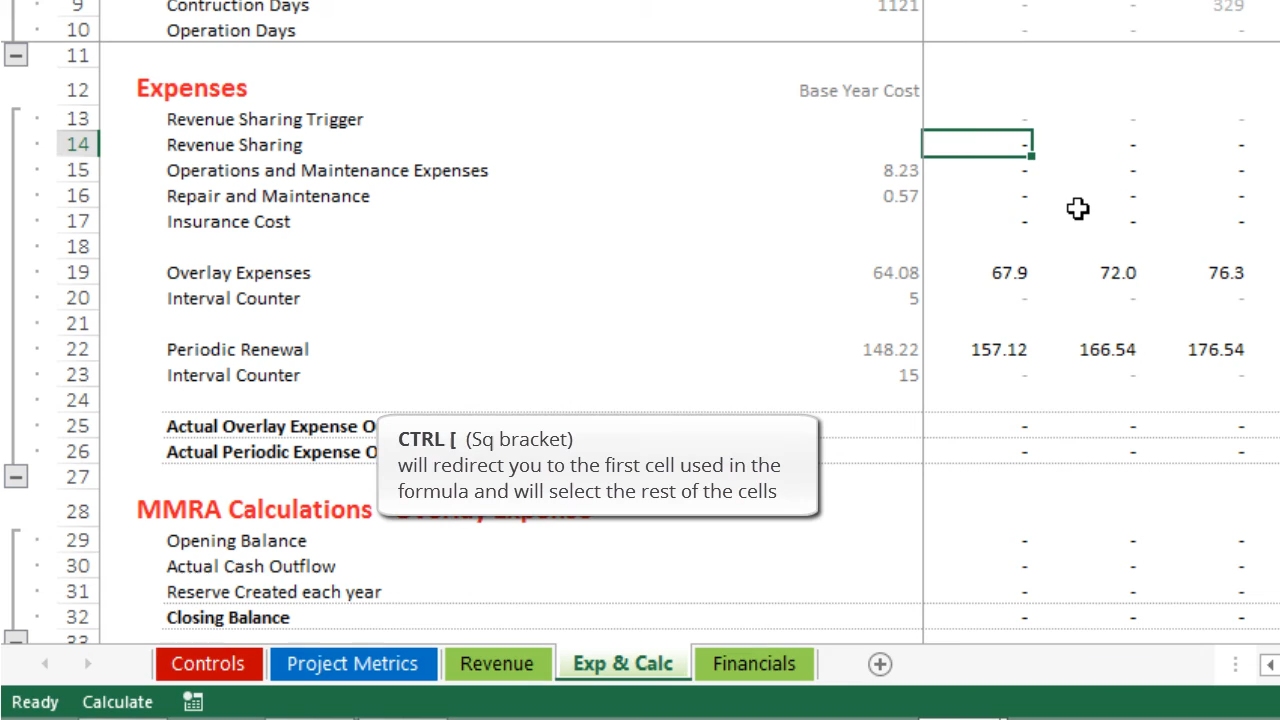 9 Contruction Days 1121 - - 329
10 Operation Days - - -
11
12 Expenses Base Year Cost
13 Revenue Sharing Trigger - - -
14 Revenue Sharing - - -
15 Operations and Maintenance Expenses 8.23 - - -
16 Repair and Maintenance 0.57 - - -
17 Insurance Cost - - -
18
19 Overlay Expenses 64.08 67.9 72.0 76.3
20 Interval Counter 5 - - -
21
22 Periodic Renewal 148.22 157.12 166.54 176.54
23 Interval Counter 15 - - -
24
25 Actual Overlay Expense O - - -
26 Actual Periodic Expense O - - -
CTRL [ (Sq bracket)
will redirect you to the first cell used in the
formula and will select the rest of the cells
27
28 MMRA Calculations
29 Opening Balance - - -
30 Actual Cash Outflow - - -
31 Reserve Created each year - - -
32 Closing Balance - - -
33
Controls Project Metrics Revenue Exp & Calc Financials
Ready Calculate